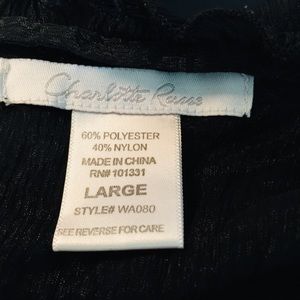 Charlotte Russe
60% POLYESTER
40% NYLON
MADE IN CHINA
RN# 101331
LARGE
STYLE# WA080
SEE REVERSE FOR CARE